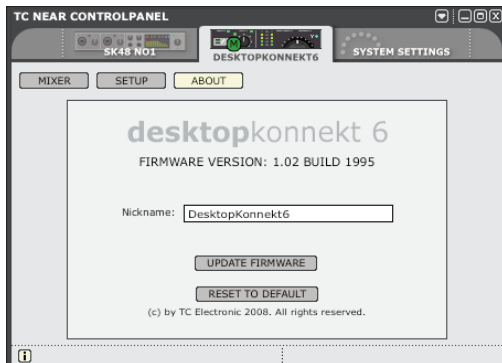 TC NEAR CONTROLPANEL
SK48 NO1
DESKTOPKONNEKT6
SYSTEM SETTINGS
MIXER SETUP ABOUT
desktopkonnekt 6
FIRMWARE VERSION: 1.02 BUILD 1995
Nickname: DesktopKonnekt6
UPDATE FIRMWARE
RESET TO DEFAULT
(c) by TC Electronic 2008. All rights reserved.